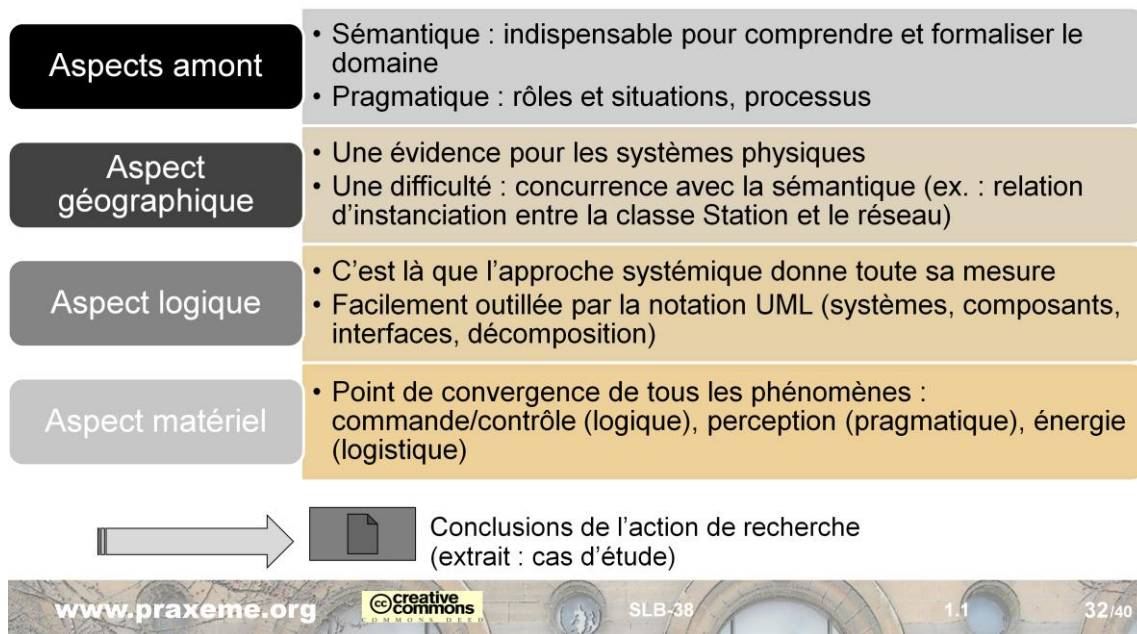 Aspects amont
• Sémantique : indispensable pour comprendre et formaliser le
domaine
• Pragmatique : rôles et situations, processus
Aspect
géographique
• Une évidence pour les systèmes physiques
• Une difficulté : concurrence avec la sémantique (ex. : relation
d’instanciation entre la classe Station et le réseau)
Aspect logique
• C’est là que l’approche systémique donne toute sa mesure
• Facilement outillée par la notation UML (systèmes, composants,
interfaces, décomposition)
Aspect matériel
• Point de convergence de tous les phénomènes :
commande/contrôle (logique), perception (pragmatique), énergie
(logistique)
Conclusions de l’action de recherche
(extrait : cas d’étude)
www.praxeme.org
cc creative
commons
COMMONS DEED
SLB-38
1.1
32/40